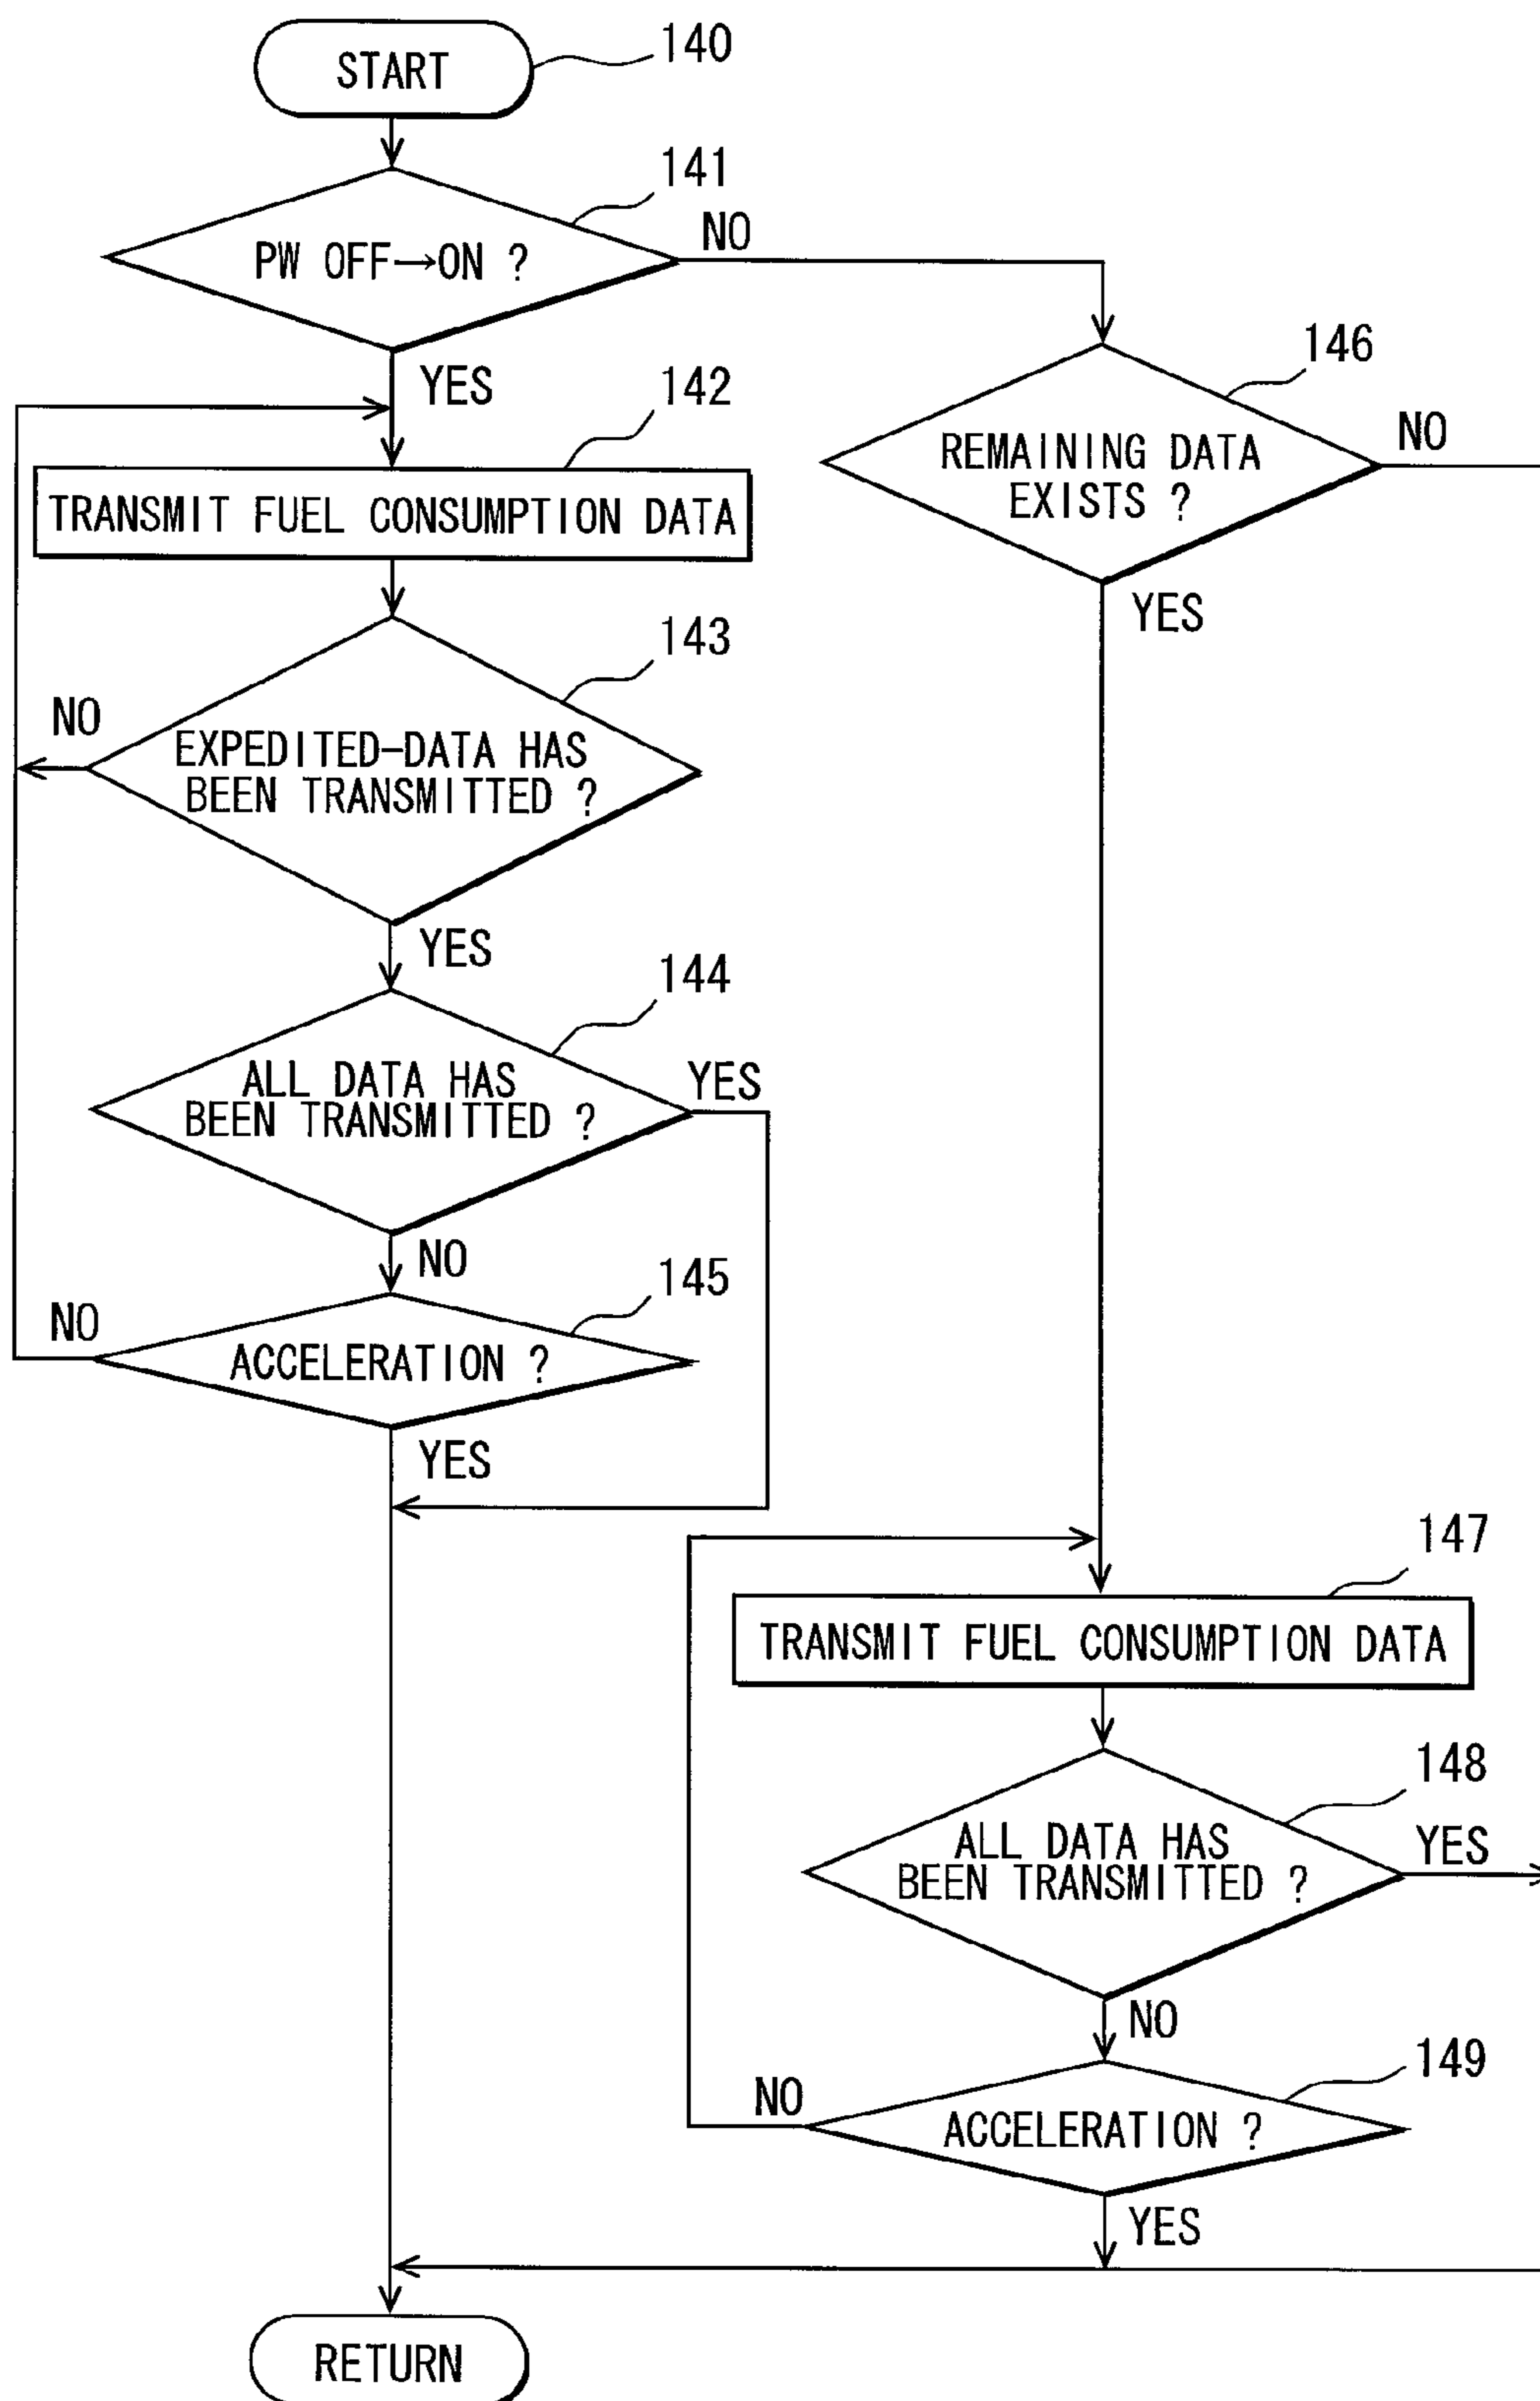 START
140
141
PW OFF→ON ?
NO
YES
142
TRANSMIT FUEL CONSUMPTION DATA
143
NO
EXPEDITED-DATA HAS
BEEN TRANSMITTED ?
YES
144
ALL DATA HAS
BEEN TRANSMITTED ?
YES
NO
145
NO
ACCELERATION ?
YES
146
REMAINING DATA
EXISTS ?
NO
YES
147
TRANSMIT FUEL CONSUMPTION DATA
148
ALL DATA HAS
BEEN TRANSMITTED ?
YES
NO
149
NO
ACCELERATION ?
YES
RETURN